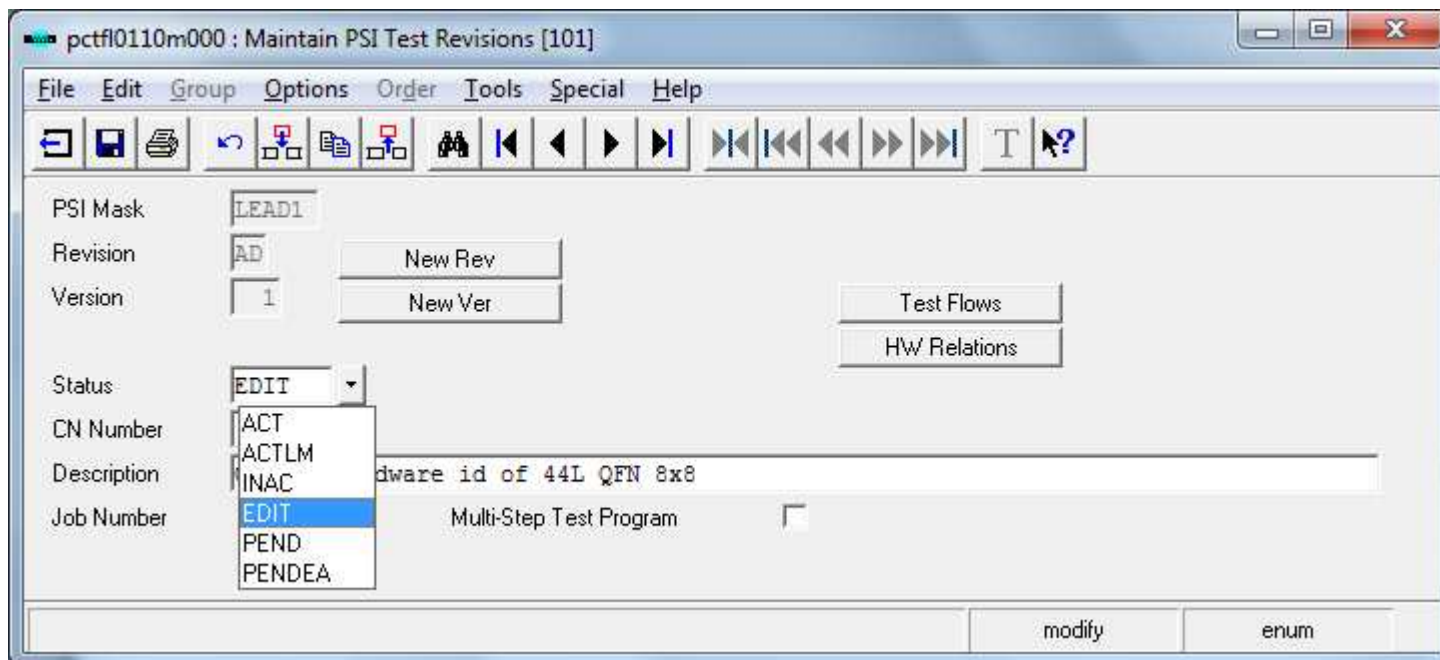 pctfl0110m000 : Maintain PSI Test Revisions [101]
File Edit Group Options Order Tools Special Help
T ?
PSI Mask LEAD1
Revision AD New Rev
Version 1 New Ver Test Flows
HW Relations
Status EDIT
ACT
CN Number
ACTLM
Description dware id of 44L QFN 8x8
INAC
Job Number EDIT Multi-Step Test Program
PEND
PENDEA
modify enum